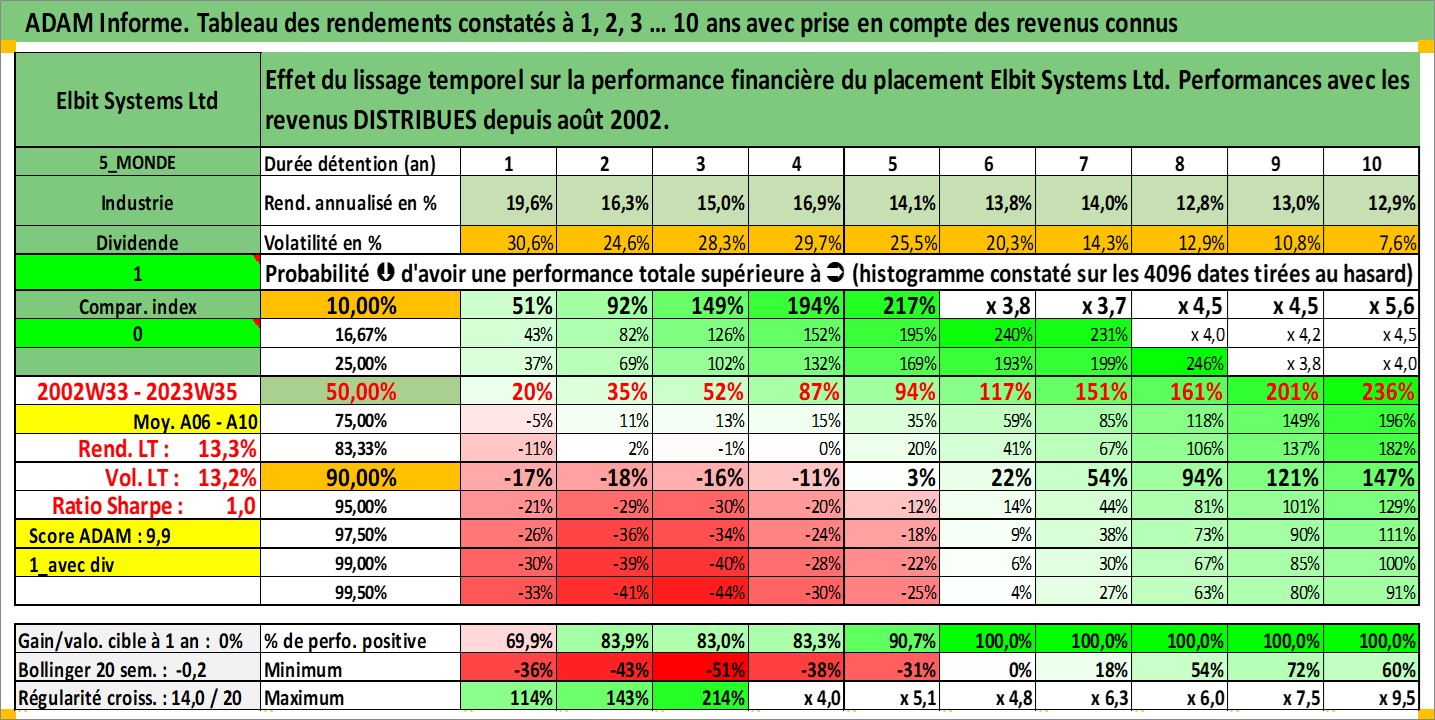 ADAM Informe. Tableau des rendements constatés à 1, 2, 3 ... 10 ans avec prise en compte des revenus connus
Elbit Systems Ltd
Effet du lissage temporel sur la performance financière du placement Elbit Systems Ltd. Performances avec les
revenus DISTRIBUES depuis août 2002.
5_MONDE Durée détention (an) 1 2 3 4 5 6 7 8 9 10
Industrie Rend. annualisé en % 19,6% 16,3% 15,0% 16,9% 14,1% 13,8% 14,0% 12,8% 13,0% 12,9%
Dividende Volatilité en % 30,6% 24,6% 28,3% 29,7% 25,5% 20,3% 14,3% 12,9% 10,8% 7,6%
1 Probabilité ⬇ d'avoir une performance totale supérieure à ➲ (histogramme constaté sur les 4096 dates tirées au hasard)
Compar. index 10,00% 51% 92% 149% 194% 217% x 3,8 x 3,7 x 4,5 x 4,5 x 5,6
0 16,67% 43% 82% 126% 152% 195% 240% 231% x 4,0 x 4,2 x 4,5
25,00% 37% 69% 102% 132% 169% 193% 199% 246% x 3,8 x 4,0
2002W33 - 2023W35 50,00% 20% 35% 52% 87% 94% 117% 151% 161% 201% 236%
Moy. A06 - A10 75,00% -5% 11% 13% 15% 35% 59% 85% 118% 149% 196%
Rend. LT : 13,3% 83,33% -11% 2% -1% 0% 20% 41% 67% 106% 137% 182%
Vol. LT : 13,2% 90,00% -17% -18% -16% -11% 3% 22% 54% 94% 121% 147%
Ratio Sharpe : 1,0 95,00% -21% -29% -30% -20% -12% 14% 44% 81% 101% 129%
Score ADAM : 9,9 97,50% -26% -36% -34% -24% -18% 9% 38% 73% 90% 111%
1_avec div 99,00% -30% -39% -40% -28% -22% 6% 30% 67% 85% 100%
99,50% -33% -41% -44% -30% -25% 4% 27% 63% 80% 91%
Gain/valo. cible à 1 an : 0% % de perfo. positive 69,9% 83,9% 83,0% 83,3% 90,7% 100,0% 100,0% 100,0% 100,0% 100,0%
Bollinger 20 sem. : -0,2 Minimum -36% -43% -51% -38% -31% 0% 18% 54% 72% 60%
Régularité croiss. : 14,0 / 20 Maximum 114% 143% 214% x 4,0 x 5,1 x 4,8 x 6,3 x 6,0 x 7,5 x 9,5